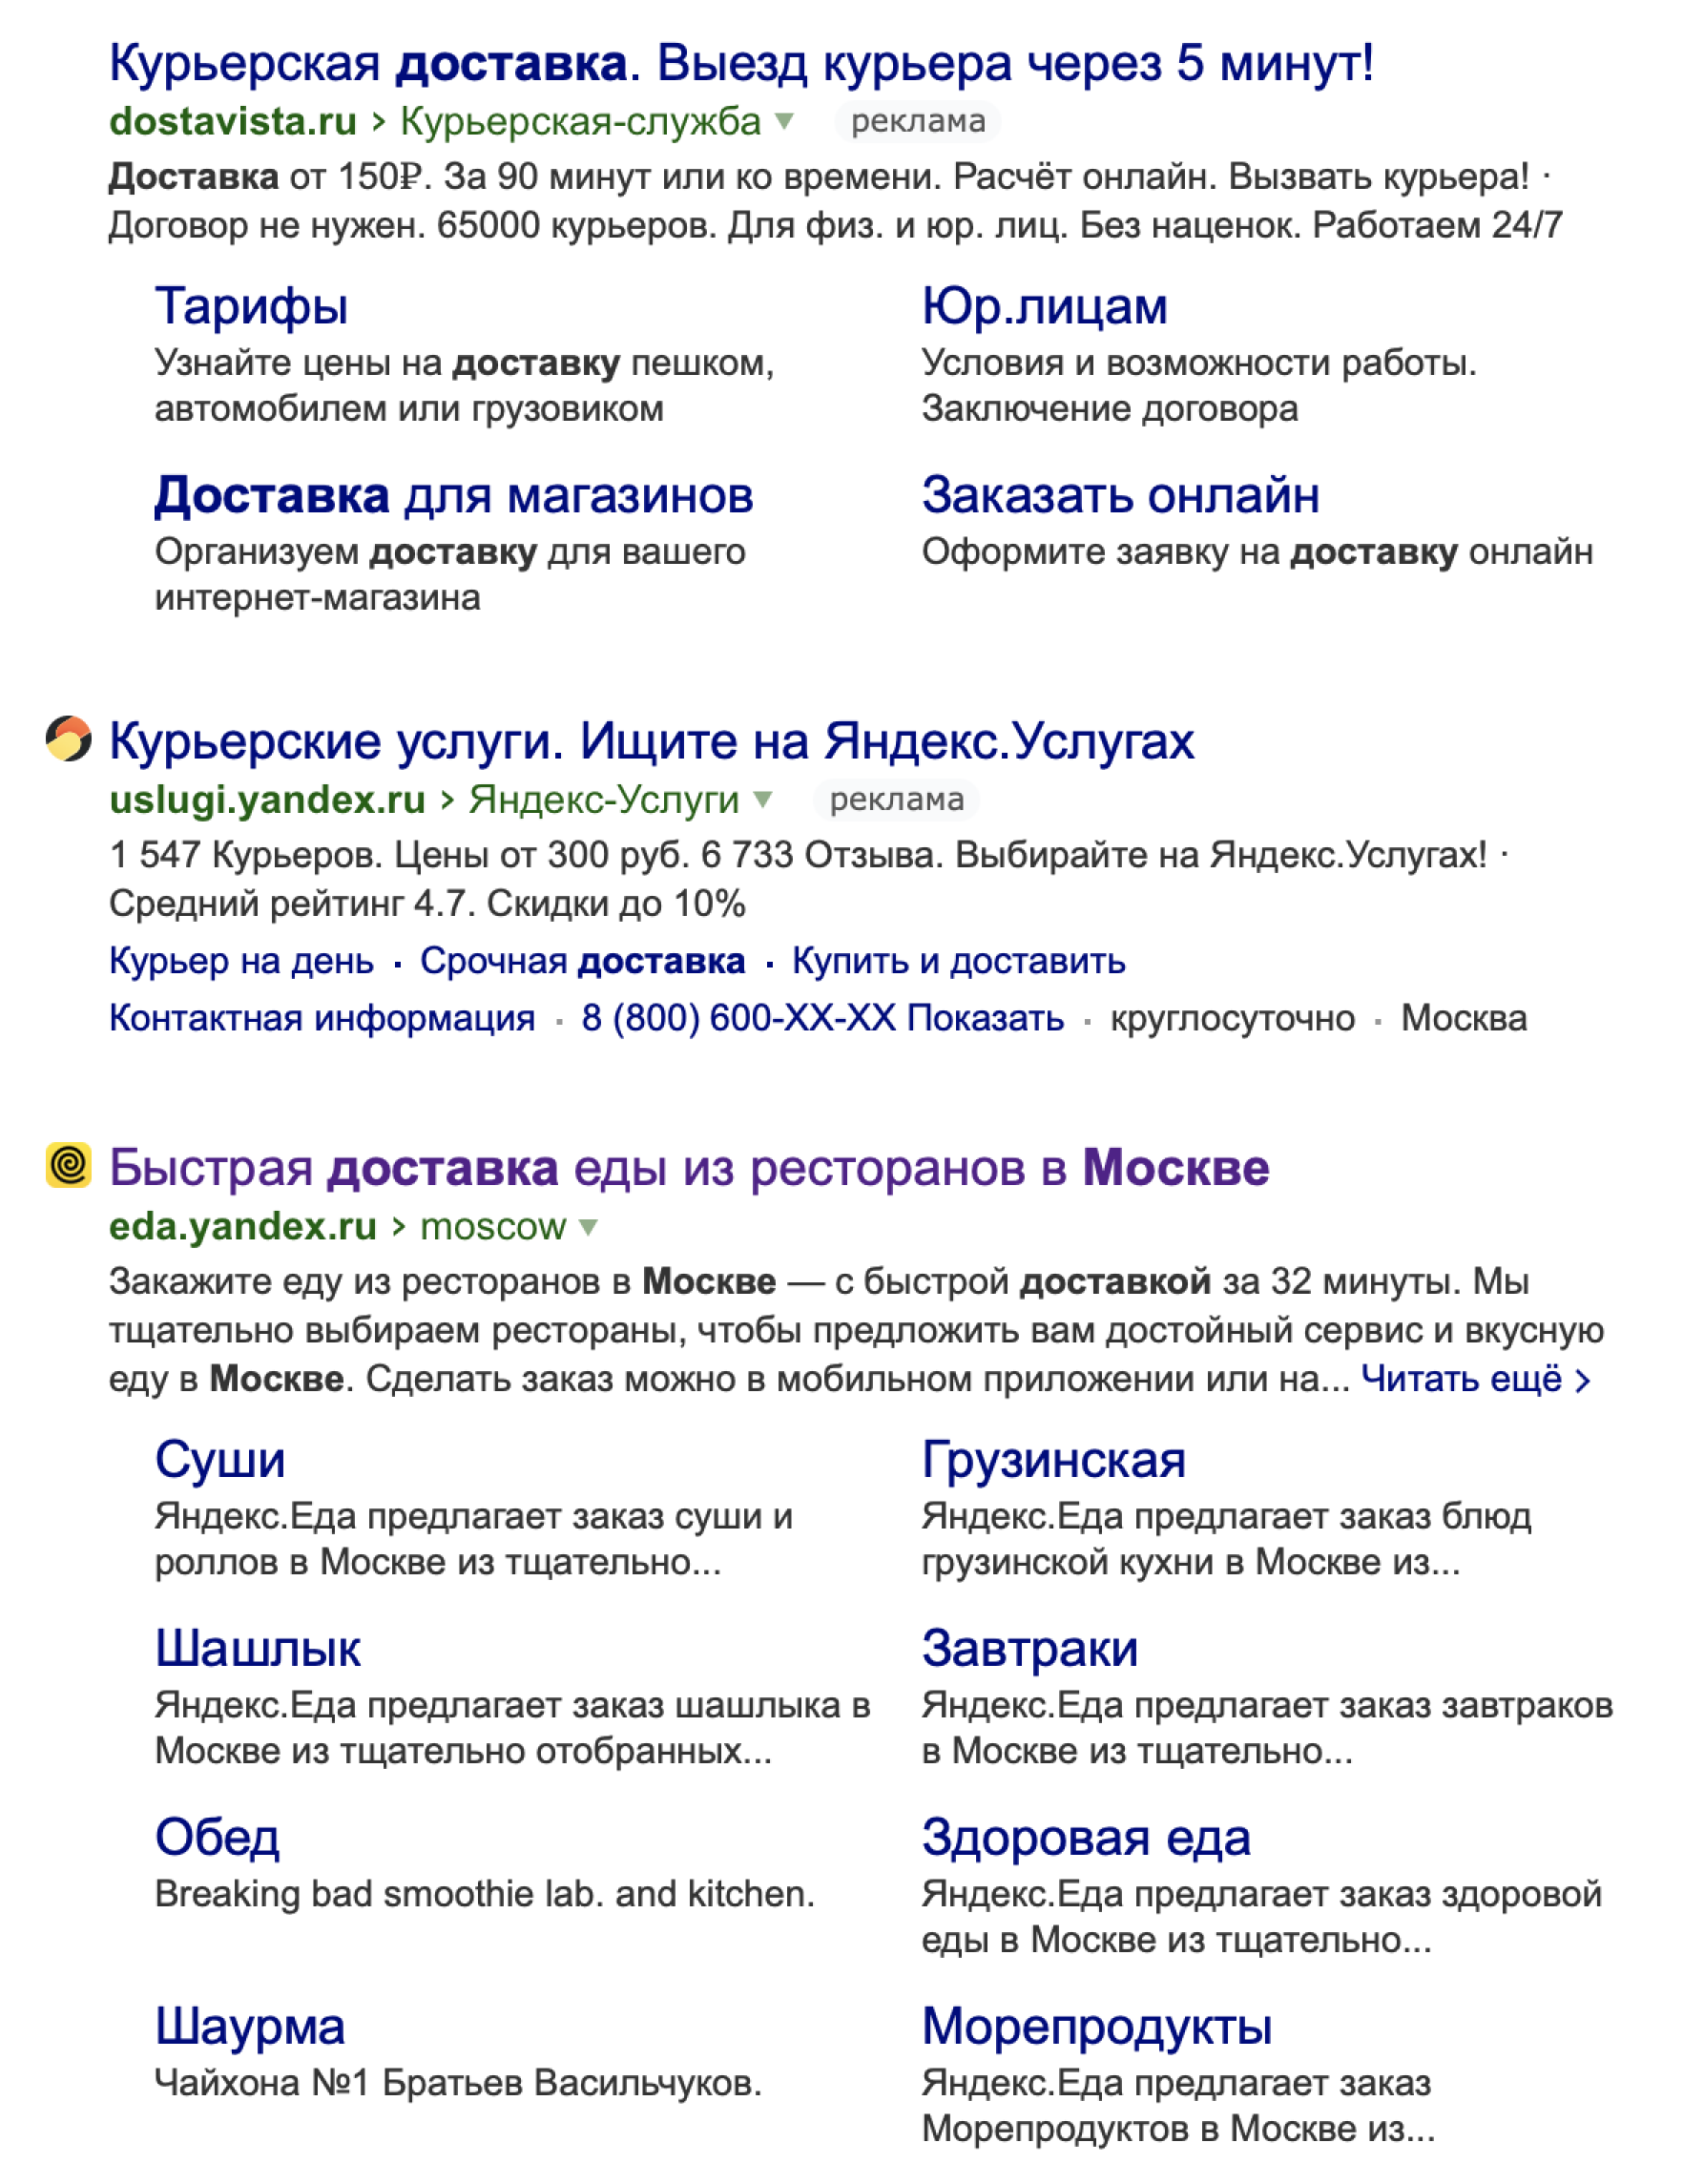 Курьерская доставка. Выезд курьера через 5 минут!
dostavista.ru › Курьерская-служба ▼ реклама
Доставка от 150₽. За 90 минут или ко времени. Расчёт онлайн. Вызвать курьера! ·
Договор не нужен. 65000 курьеров. Для физ. и юр. лиц. Без наценок. Работаем 24/7
Тарифы
Узнайте цены на доставку пешком,
автомобилем или грузовиком
Юр.лицам
Условия и возможности работы.
Заключение договора
Доставка для магазинов
Организуем доставку для вашего
интернет-магазина
Заказать онлайн
Оформите заявку на доставку онлайн
Курьерские услуги. Ищите на Яндекс.Услугах
uslugi.yandex.ru › Яндекс-Услуги ▼ реклама
1 547 Курьеров. Цены от 300 руб. 6 733 Отзыва. Выбирайте на Яндекс.Услугах! ·
Средний рейтинг 4.7. Скидки до 10%
Курьер на день · Срочная доставка · Купить и доставить
Контактная информация · 8 (800) 600-XX-XX Показать · круглосуточно · Москва
Быстрая доставка еды из ресторанов в Москве
eda.yandex.ru › moscow ▼
Закажите еду из ресторанов в Москве — с быстрой доставкой за 32 минуты. Мы
тщательно выбираем рестораны, чтобы предложить вам достойный сервис и вкусную
еду в Москве. Сделать заказ можно в мобильном приложении или на... Читать ещё ›
Суши
Яндекс.Еда предлагает заказ суши и
роллов в Москве из тщательно...
Грузинская
Яндекс.Еда предлагает заказ блюд
грузинской кухни в Москве из...
Шашлык
Яндекс.Еда предлагает заказ шашлыка в
Москве из тщательно отобранных...
Завтраки
Яндекс.Еда предлагает заказ завтраков
в Москве из тщательно...
Обед
Breaking bad smoothie lab. and kitchen.
Здоровая еда
Яндекс.Еда предлагает заказ здоровой
еды в Москве из тщательно...
Шаурма
Чайхона №1 Братьев Васильчуков.
Морепродукты
Яндекс.Еда предлагает заказ
Морепродуктов в Москве из...